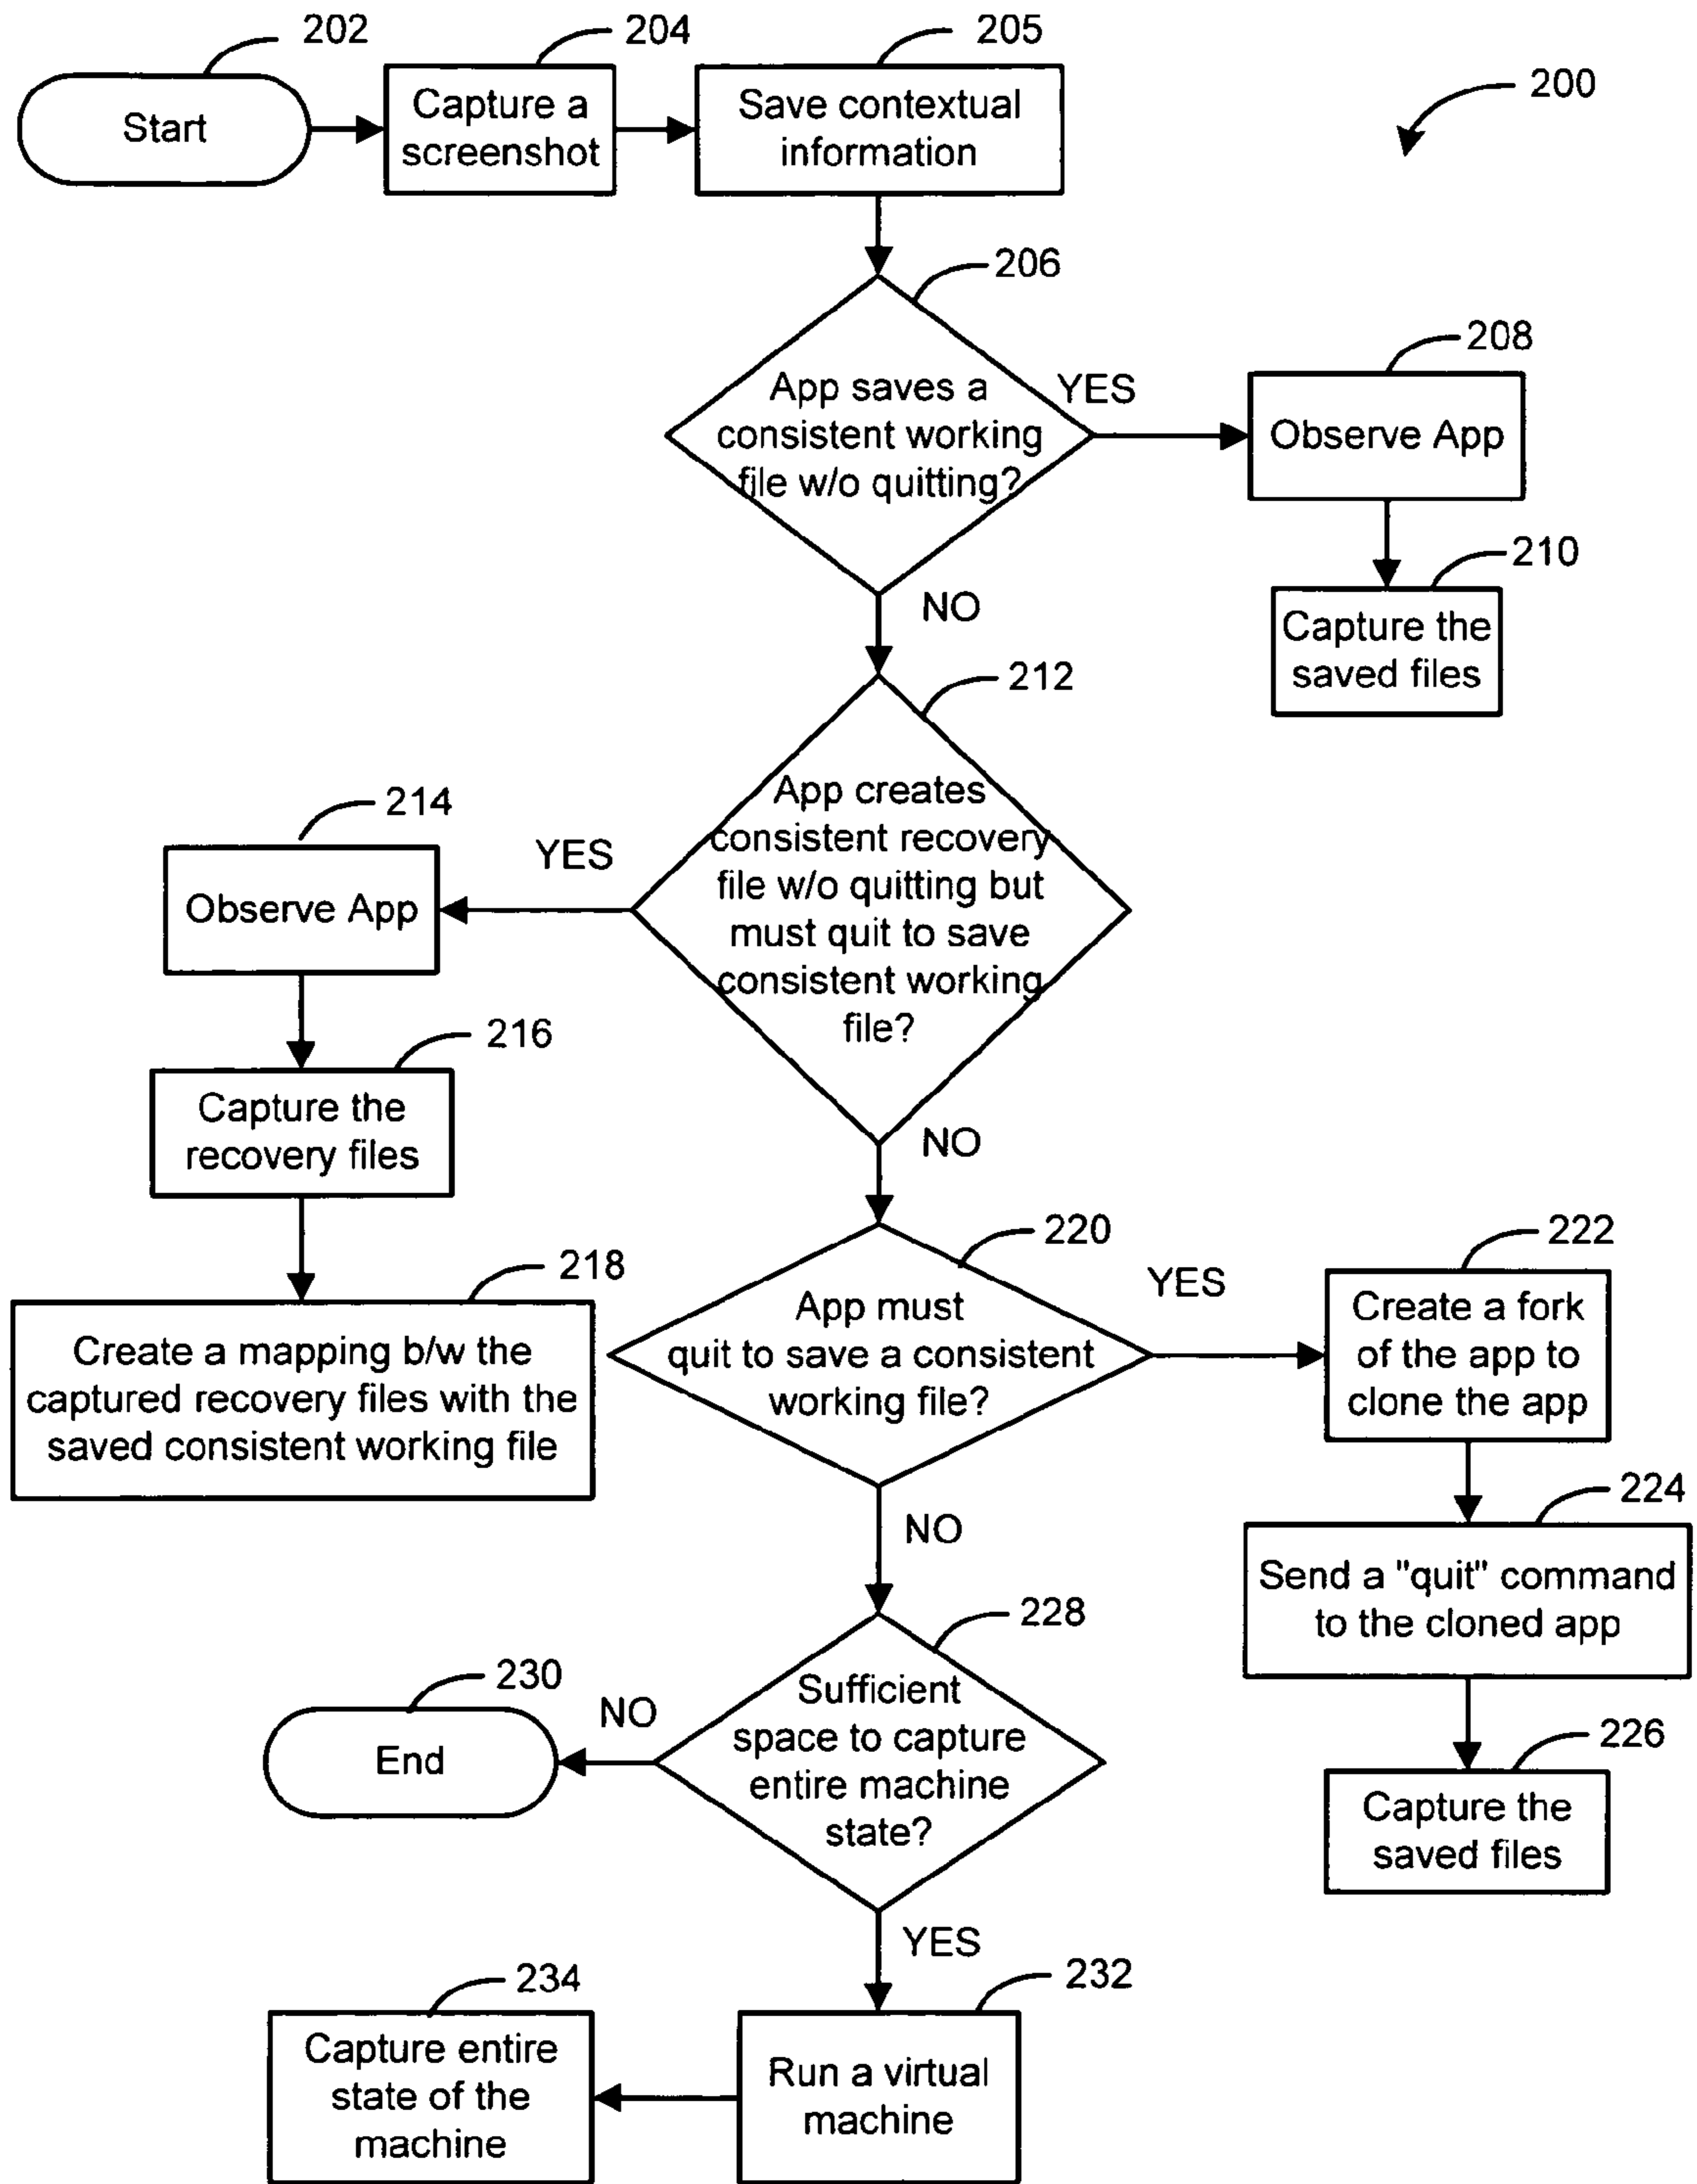 202
204
205
200
Start
Capture a
screenshot
Save contextual
information
206
App saves a
consistent working
file w/o quitting?
YES
208
Observe App
210
Capture the
saved files
NO
212
App creates
consistent recovery
file w/o quitting but
must quit to save
consistent working
file?
YES
214
Observe App
216
Capture the
recovery files
218
Create a mapping b/w the
captured recovery files with the
saved consistent working file
NO
220
App must
quit to save a consistent
working file?
YES
222
Create a fork
of the app to
clone the app
224
Send a "quit" command
to the cloned app
226
Capture the
saved files
NO
228
Sufficient
space to capture
entire machine
state?
NO
230
End
YES
232
Run a virtual
machine
234
Capture entire
state of the
machine